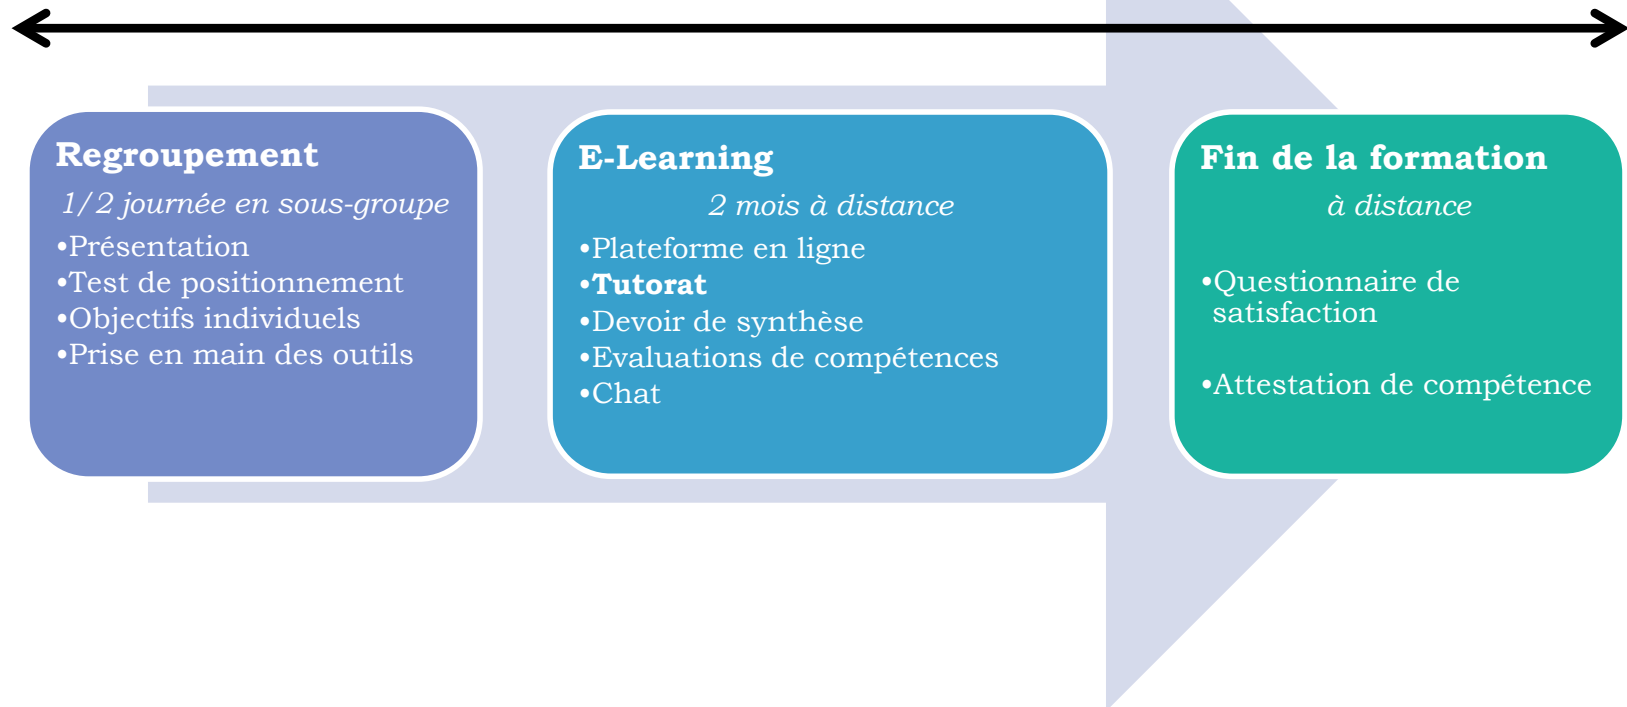 Regroupement
1/2 journée en sous-groupe
•Présentation
•Test de positionnement
•Objectifs individuels
•Prise en main des outils
E-Learning
2 mois à distance
•Plateforme en ligne
•Tutorat
•Devoir de synthèse
•Evaluations de compétences
•Chat
Fin de la formation
à distance
•Questionnaire de
satisfaction
•Attestation de compétence